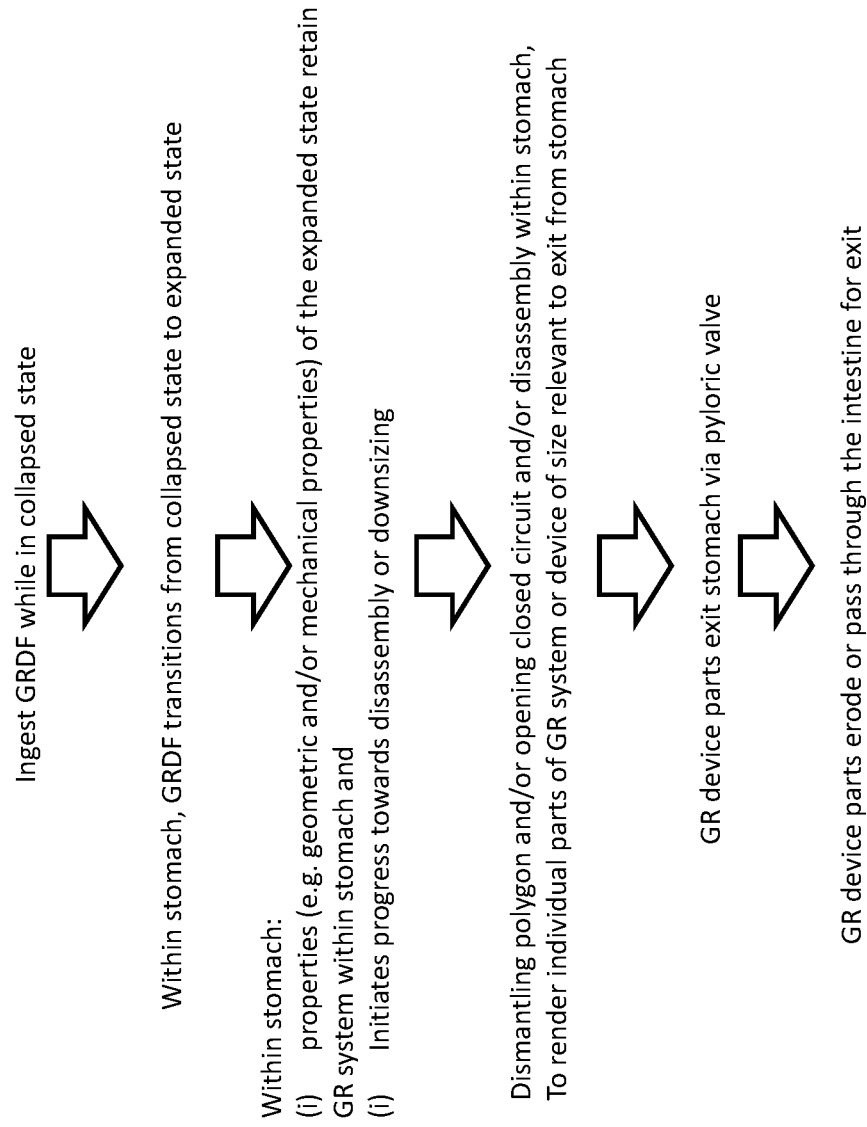 Ingest GRDF while in collapsed state
Within stomach, GRDF transitions from collapsed state to expanded state
Within stomach:
(i) properties (e.g. geometric and/or mechanical properties) of the expanded state retain
GR system within stomach and
(i) Initiates progress towards disassembly or downsizing
Dismantling polygon and/or opening closed circuit and/or disassembly within stomach,
To render individual parts of GR system or device of size relevant to exit from stomach
GR device parts exit stomach via pyloric valve
GR device parts erode or pass through the intestine for exit